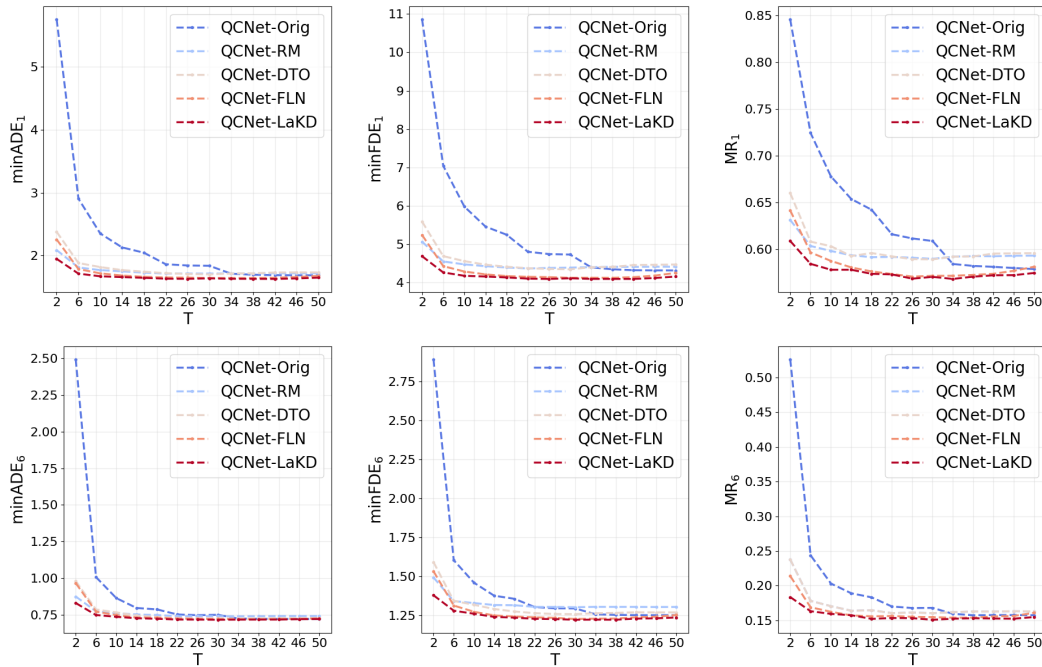 minADE₁
5
4
3
2
2 6 10 14 18 22 26 30 34 38 42 46 50
T
QCNet-Orig
QCNet-RM
QCNet-DTO
QCNet-FLN
QCNet-LaKD
minFDE₁
11
10
9
8
7
6
5
4
2 6 10 14 18 22 26 30 34 38 42 46 50
T
QCNet-Orig
QCNet-RM
QCNet-DTO
QCNet-FLN
QCNet-LaKD
MR₁
0.85
0.80
0.75
0.70
0.65
0.60
2 6 10 14 18 22 26 30 34 38 42 46 50
T
QCNet-Orig
QCNet-RM
QCNet-DTO
QCNet-FLN
QCNet-LaKD
minADE₆
2.50
2.25
2.00
1.75
1.50
1.25
1.00
0.75
2 6 10 14 18 22 26 30 34 38 42 46 50
T
QCNet-Orig
QCNet-RM
QCNet-DTO
QCNet-FLN
QCNet-LaKD
minFDE₆
2.75
2.50
2.25
2.00
1.75
1.50
1.25
2 6 10 14 18 22 26 30 34 38 42 46 50
T
QCNet-Orig
QCNet-RM
QCNet-DTO
QCNet-FLN
QCNet-LaKD
MR₆
0.50
0.45
0.40
0.35
0.30
0.25
0.20
0.15
2 6 10 14 18 22 26 30 34 38 42 46 50
T
QCNet-Orig
QCNet-RM
QCNet-DTO
QCNet-FLN
QCNet-LaKD